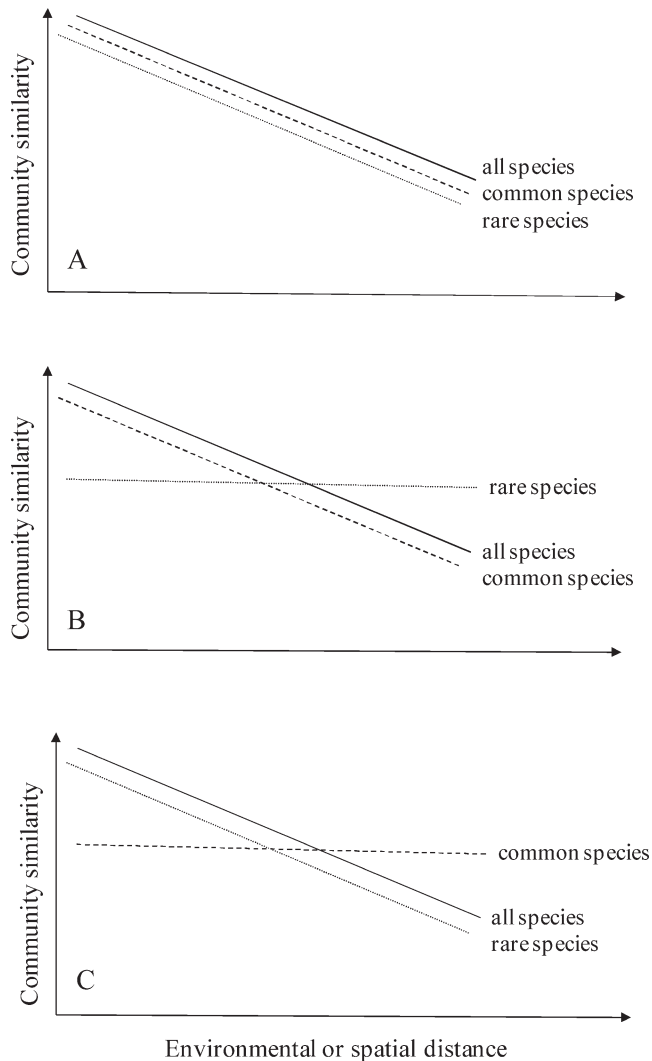 Community similarity
all species
common species
rare species
A
Community similarity
rare species
all species
common species
B
Community similarity
common species
all species
rare species
C
Environmental or spatial distance